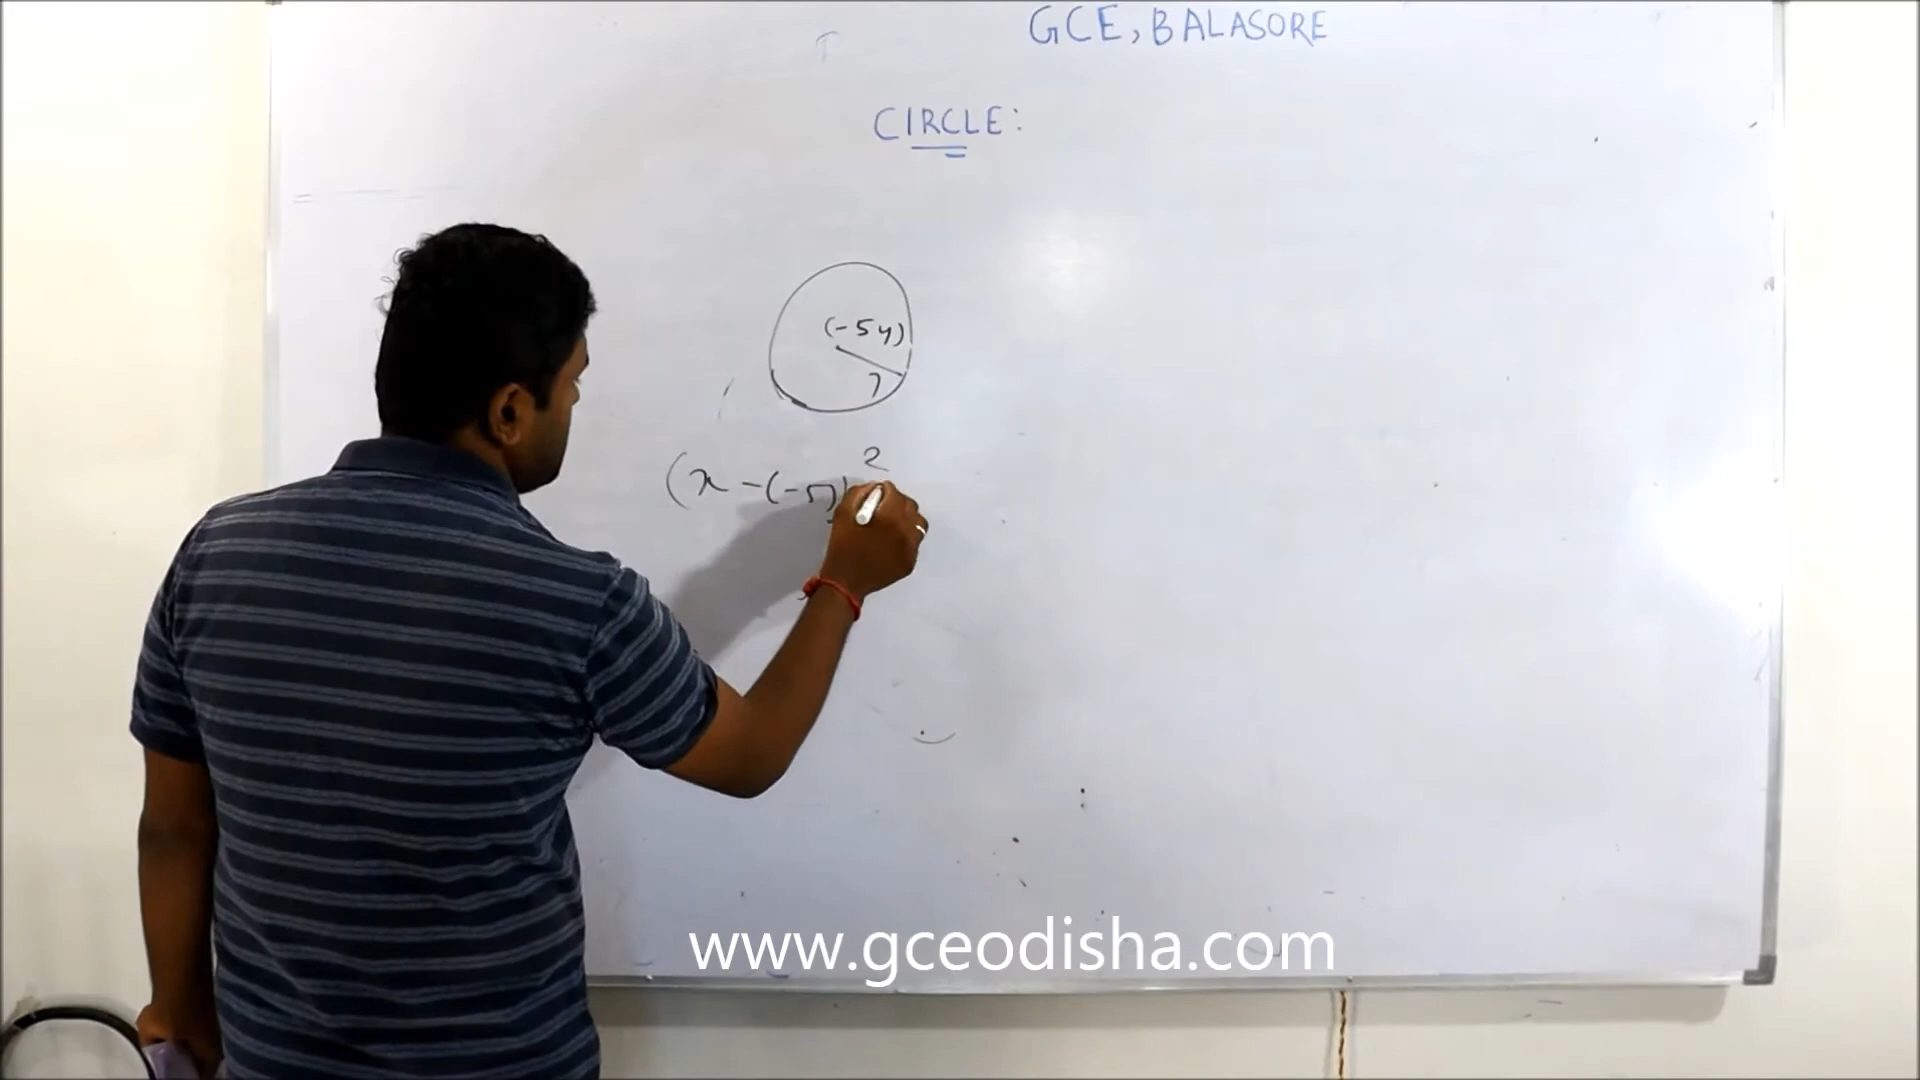 GCE, BALASORE
CIRCLE:
(-5 4)
7
(x -(-5))²
www.gceodisha.com